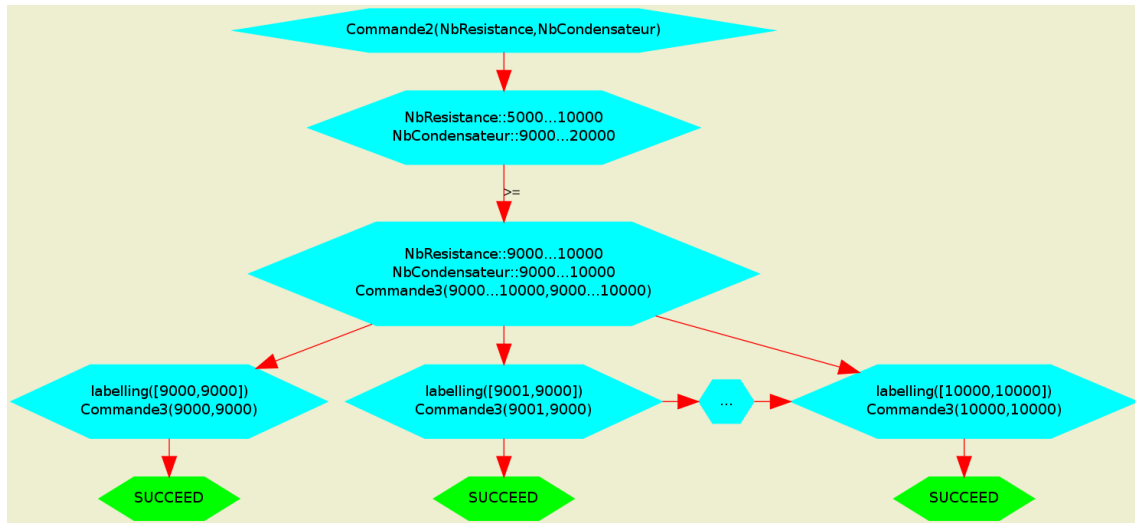 Commande2(NbResistance,NbCondensateur)
NbResistance::5000...10000
NbCondensateur::9000...20000
>=
NbResistance::9000...10000
NbCondensateur::9000...10000
Commande3(9000...10000,9000...10000)
labelling([9000,9000])
Commande3(9000,9000)
labelling([9001,9000])
Commande3(9001,9000)
...
labelling([10000,10000])
Commande3(10000,10000)
SUCCEED
SUCCEED
SUCCEED